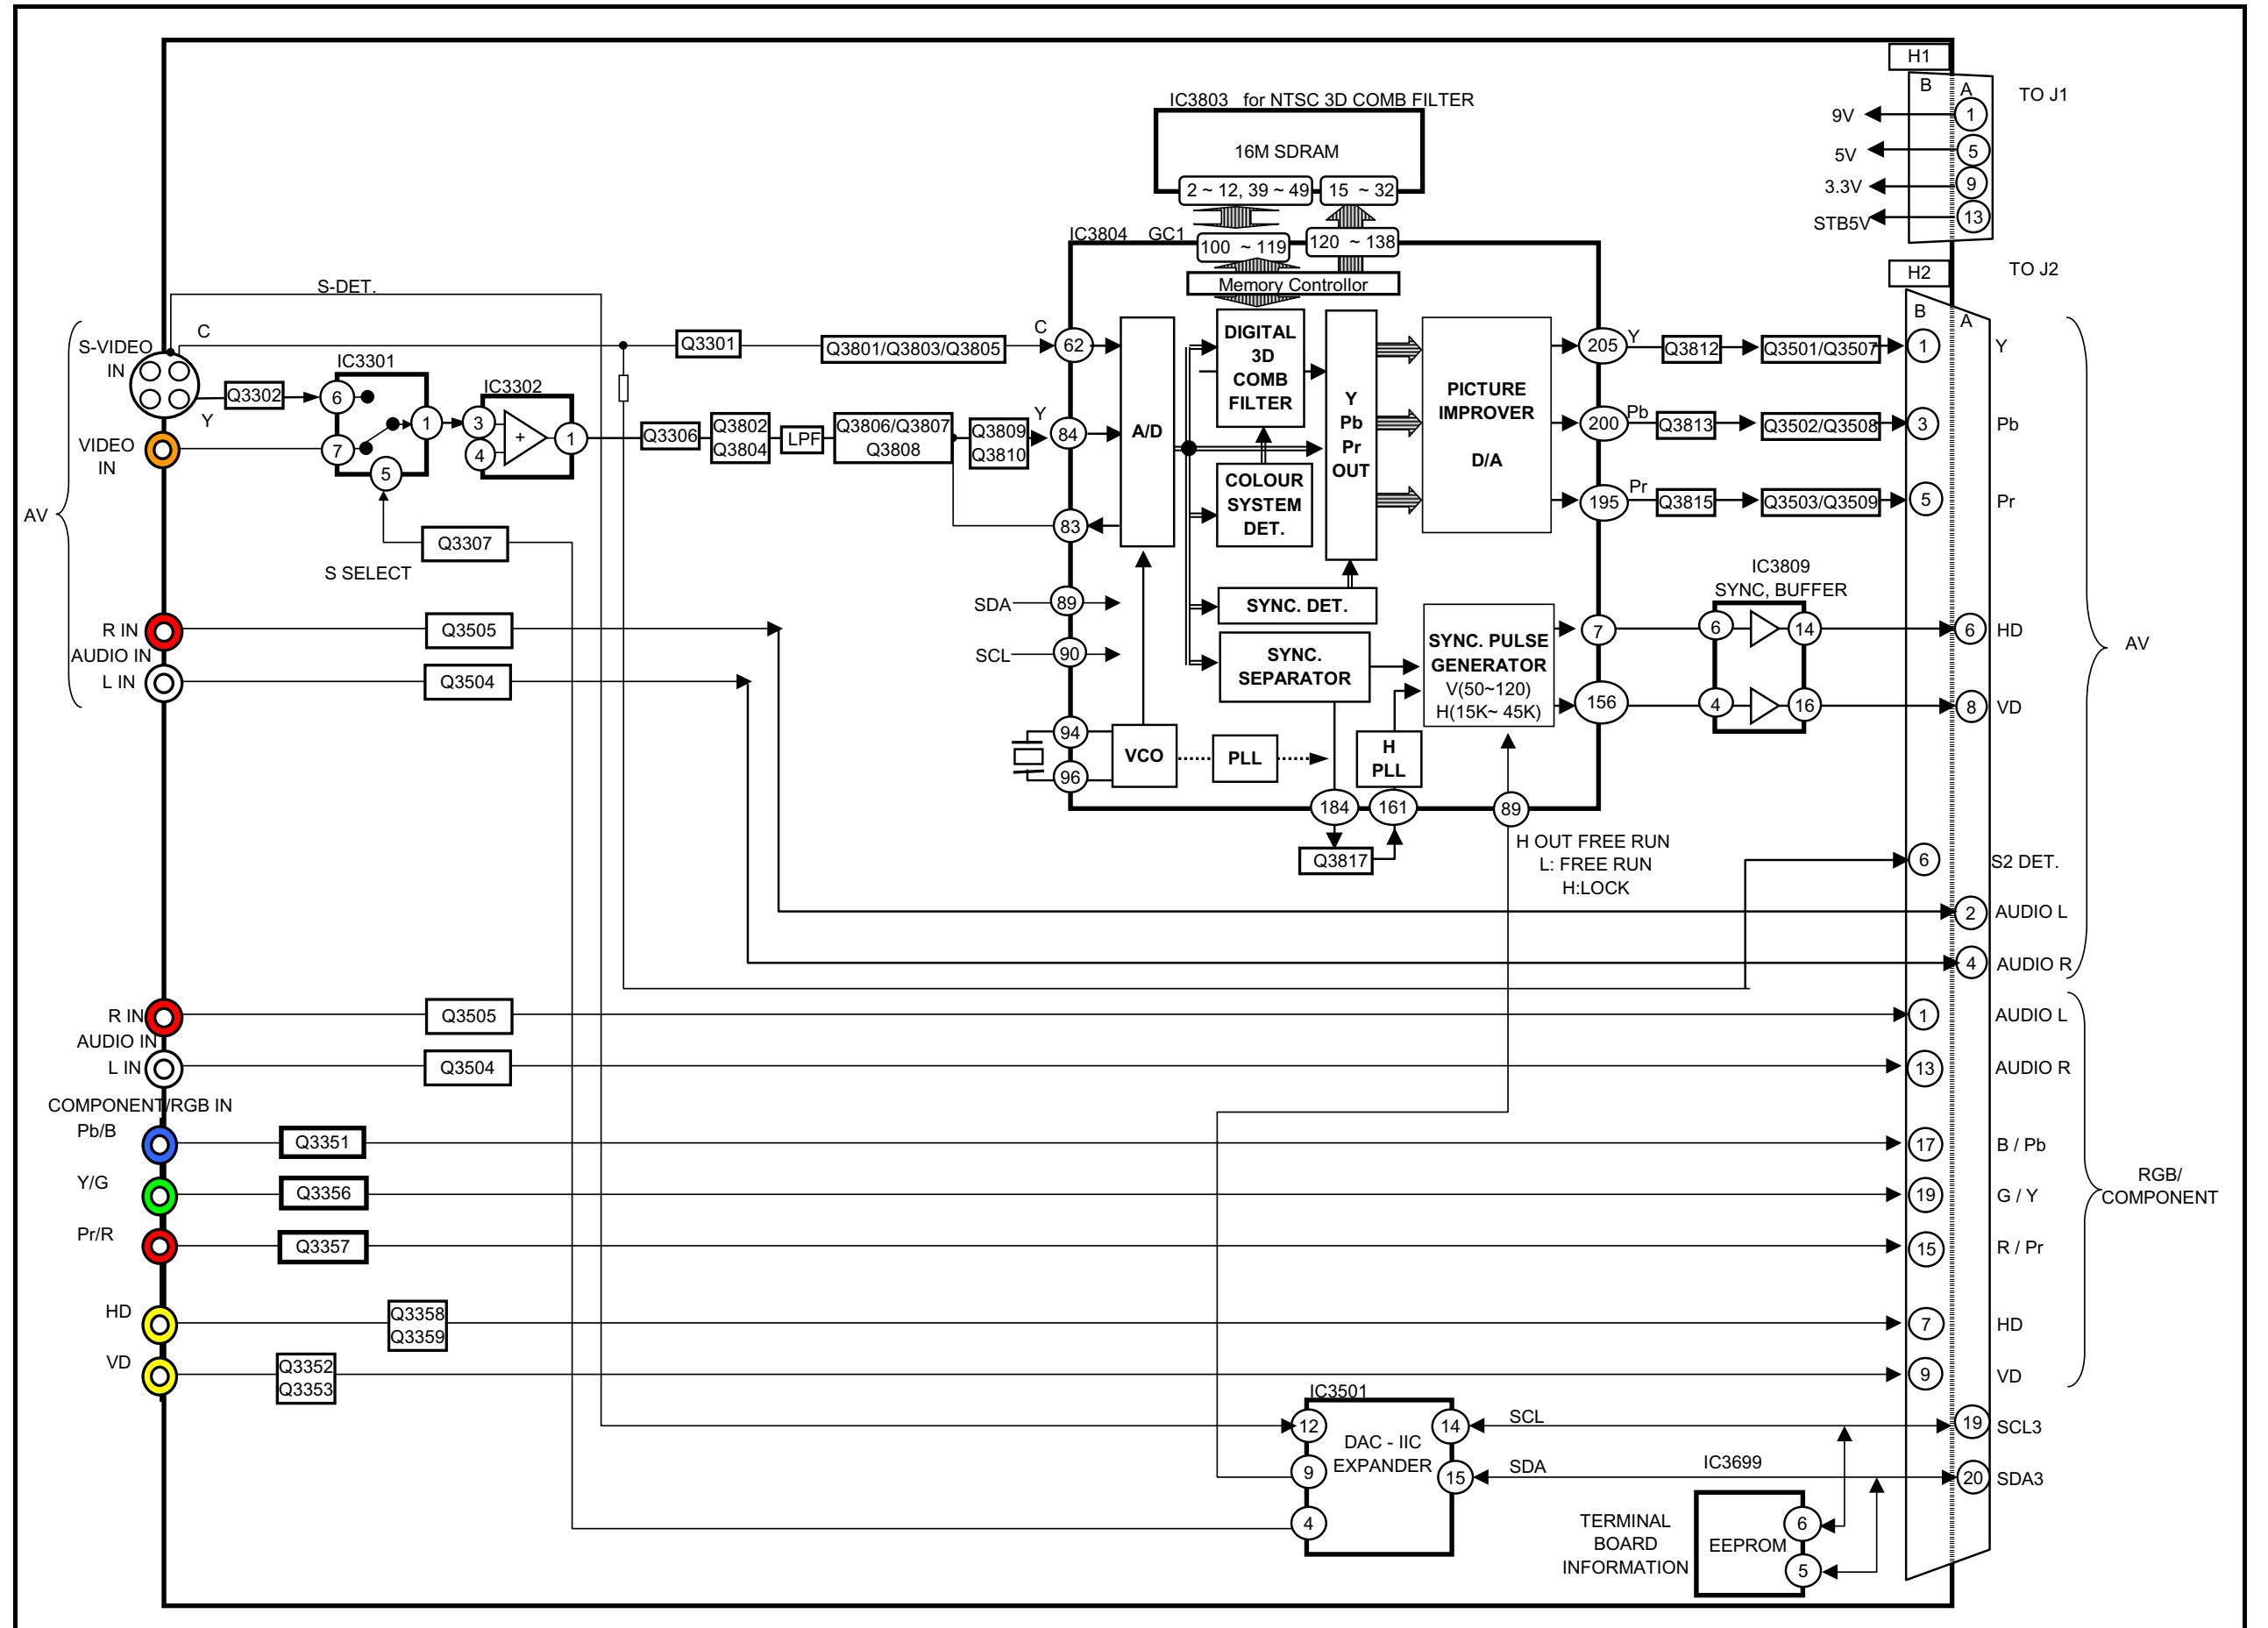 H1
B
A
TO J1
9V
1
5V
5
3.3V
9
STB5V
13
IC3803 for NTSC 3D COMB FILTER
16M SDRAM
2 ~ 12, 39 ~ 49
15 ~ 32
IC3804 GC1
100 ~ 119
120 ~ 138
Memory Controllor
H2
TO J2
B
A
S-DET.
AV
S-VIDEO
IN
C
Y
Q3302
IC3301
6
7
1
5
IC3302
3
4
+
1
VIDEO
IN
Q3301
Q3801/Q3803/Q3805
C
62
Q3306
Q3802
Q3804
LPF
Q3806/Q3807
Q3808
Q3809
Q3810
Y
84
83
A/D
DIGITAL
3D
COMB
FILTER
COLOUR
SYSTEM
DET.
Y
Pb
Pr
OUT
PICTURE
IMPROVER
D/A
205
Y
Q3812
Q3501/Q3507
1
Y
200
Pb
Q3813
Q3502/Q3508
3
Pb
195
Pr
Q3815
Q3503/Q3509
5
Pr
Q3307
S SELECT
SDA
89
SCL
90
SYNC. DET.
SYNC.
SEPARATOR
SYNC. PULSE
GENERATOR
V(50~120)
H(15K~ 45K)
7
156
IC3809
SYNC, BUFFER
6
14
4
16
6
HD
8
VD
AV
R IN
AUDIO IN
L IN
Q3505
Q3504
94
96
VCO
PLL
H
PLL
184
161
89
Q3817
H OUT FREE RUN
L: FREE RUN
H:LOCK
6
S2 DET.
2
AUDIO L
4
AUDIO R
R IN
AUDIO IN
L IN
Q3505
1
AUDIO L
Q3504
13
AUDIO R
COMPONENT/RGB IN
Pb/B
Q3351
17
B / Pb
Y/G
Q3356
19
G / Y
Pr/R
Q3357
15
R / Pr
RGB/
COMPONENT
HD
Q3358
Q3359
7
HD
VD
Q3352
Q3353
9
VD
IC3501
12
9
4
DAC - IIC
EXPANDER
14
15
SCL
19
SCL3
SDA
IC3699
20
SDA3
TERMINAL
BOARD
INFORMATION
EEPROM
6
5